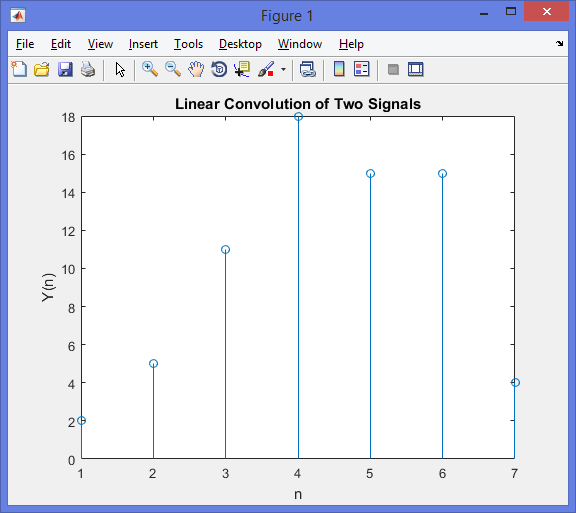 Figure 1
File Edit View Insert Tools Desktop Window Help
Linear Convolution of Two Signals
18
16
14
12
10
8
6
4
2
0
Y(n)
1 2 3 4 5 6 7
n